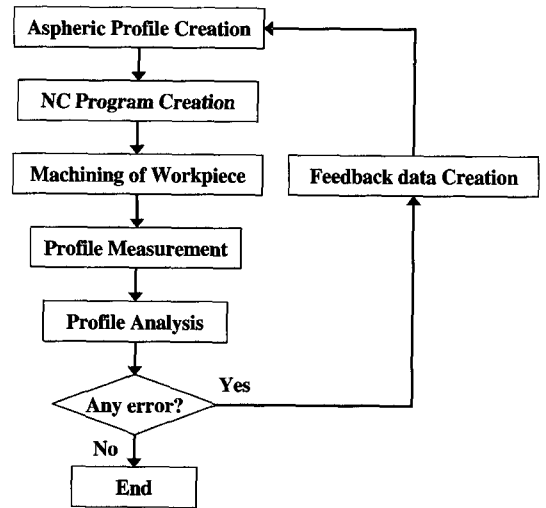 Aspheric Profile Creation
NC Program Creation
Machining of Workpiece
Feedback data Creation
Profile Measurement
Profile Analysis
Any error?
Yes
No
End